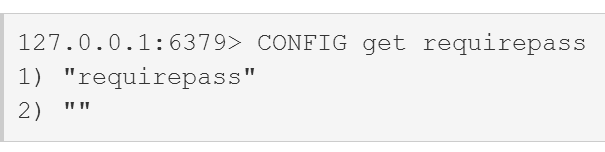 127.0.0.1:6379> CONFIG get requirepass
1) "requirepass"
2) ""